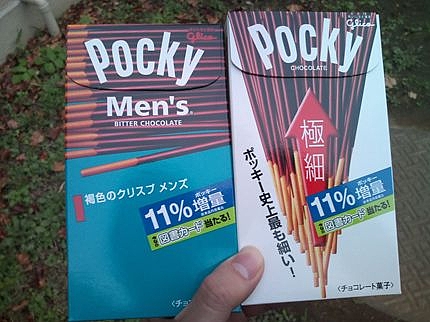 glico
POCKY
Men's
BITTER CHOCOLATE
褐色のクリスプ メンズ
ポッキー
11%増量
図書カード 当たる!
〈チョコ
glico
POCKY
CHOCOLATE
極細
ポッキー史上最も細い!
ポッキー
11%増量
図書カード 当たる!
〈チョコレート菓子〉